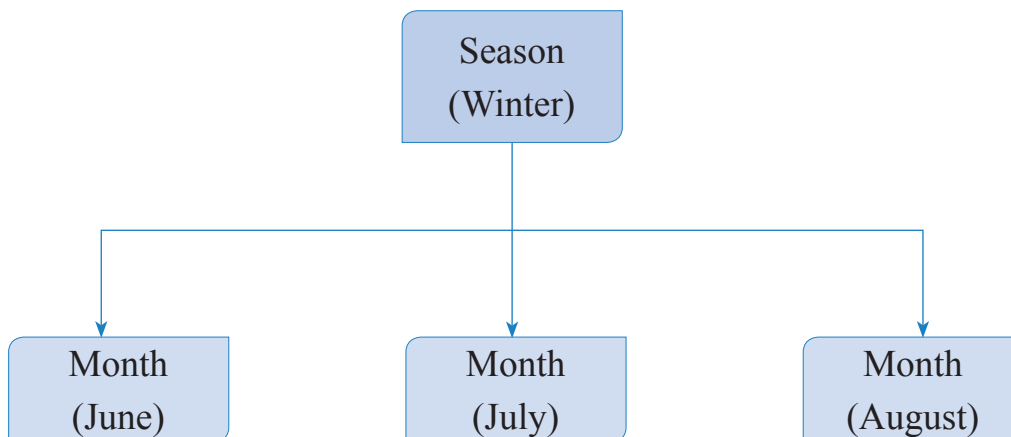 Season
(Winter)
Month
(June)
Month
(July)
Month
(August)